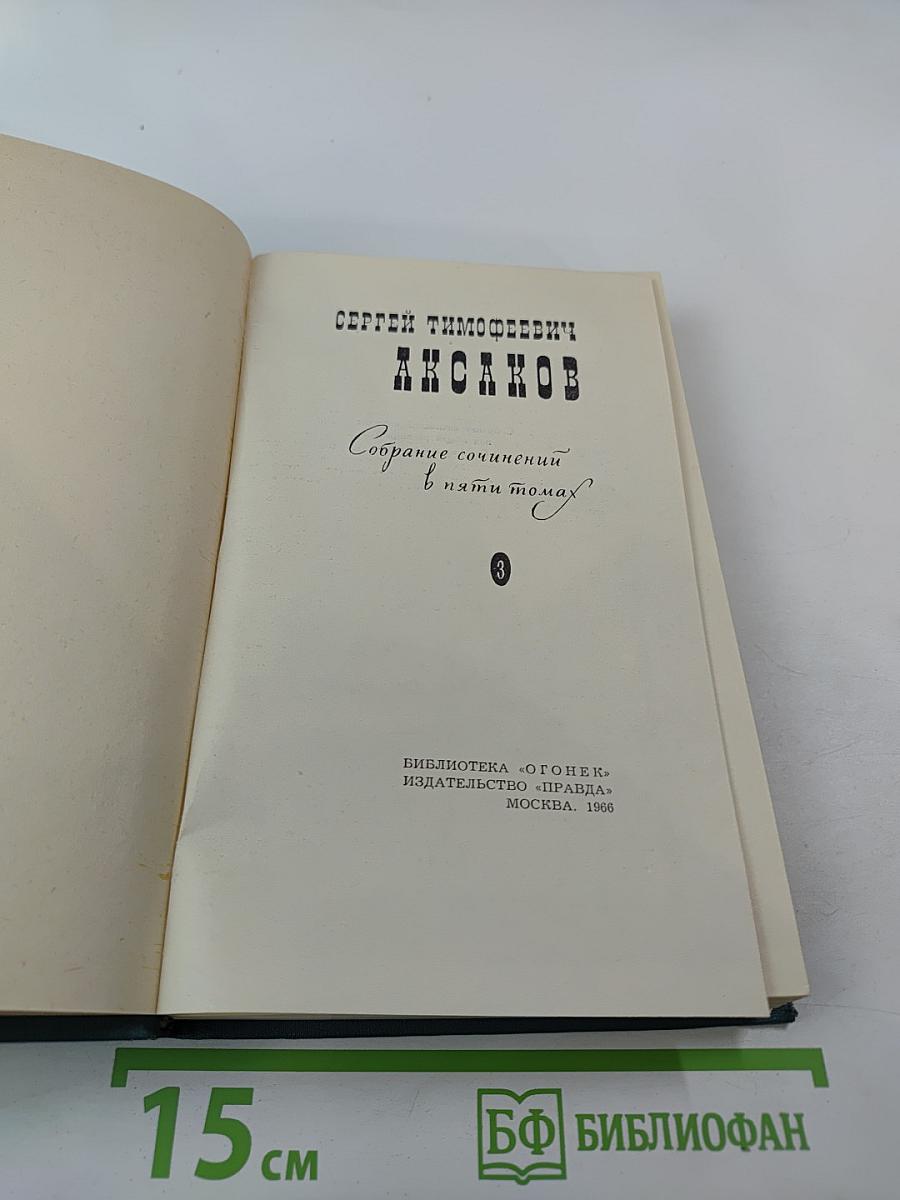 СЕРГЕЙ ТИМОФЕЕВИЧ
АКСАКОВ
Собрание сочинений
в пяти томах
3
БИБЛИОТЕКА «ОГОНЕК»
ИЗДАТЕЛЬСТВО «ПРАВДА»
МОСКВА. 1966
15 см
БФ БИБЛИОФАН